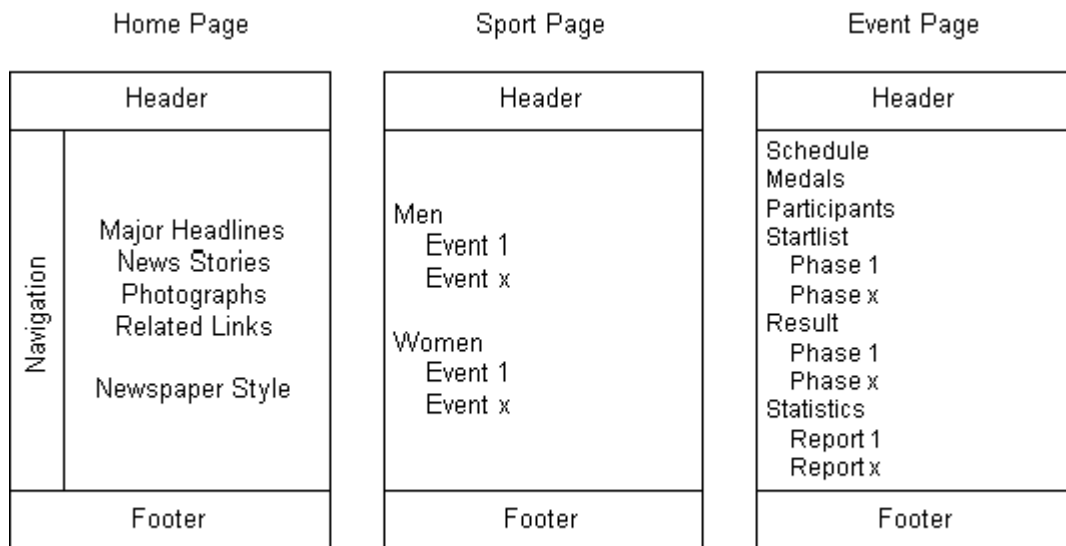 Home Page
Header
Navigation
Major Headlines
News Stories
Photographs
Related Links
Newspaper Style
Footer
Sport Page
Header
Men
Event 1
Event x
Women
Event 1
Event x
Footer
Event Page
Header
Schedule
Medals
Participants
Startlist
Phase 1
Phase x
Result
Phase 1
Phase x
Statistics
Report 1
Report x
Footer